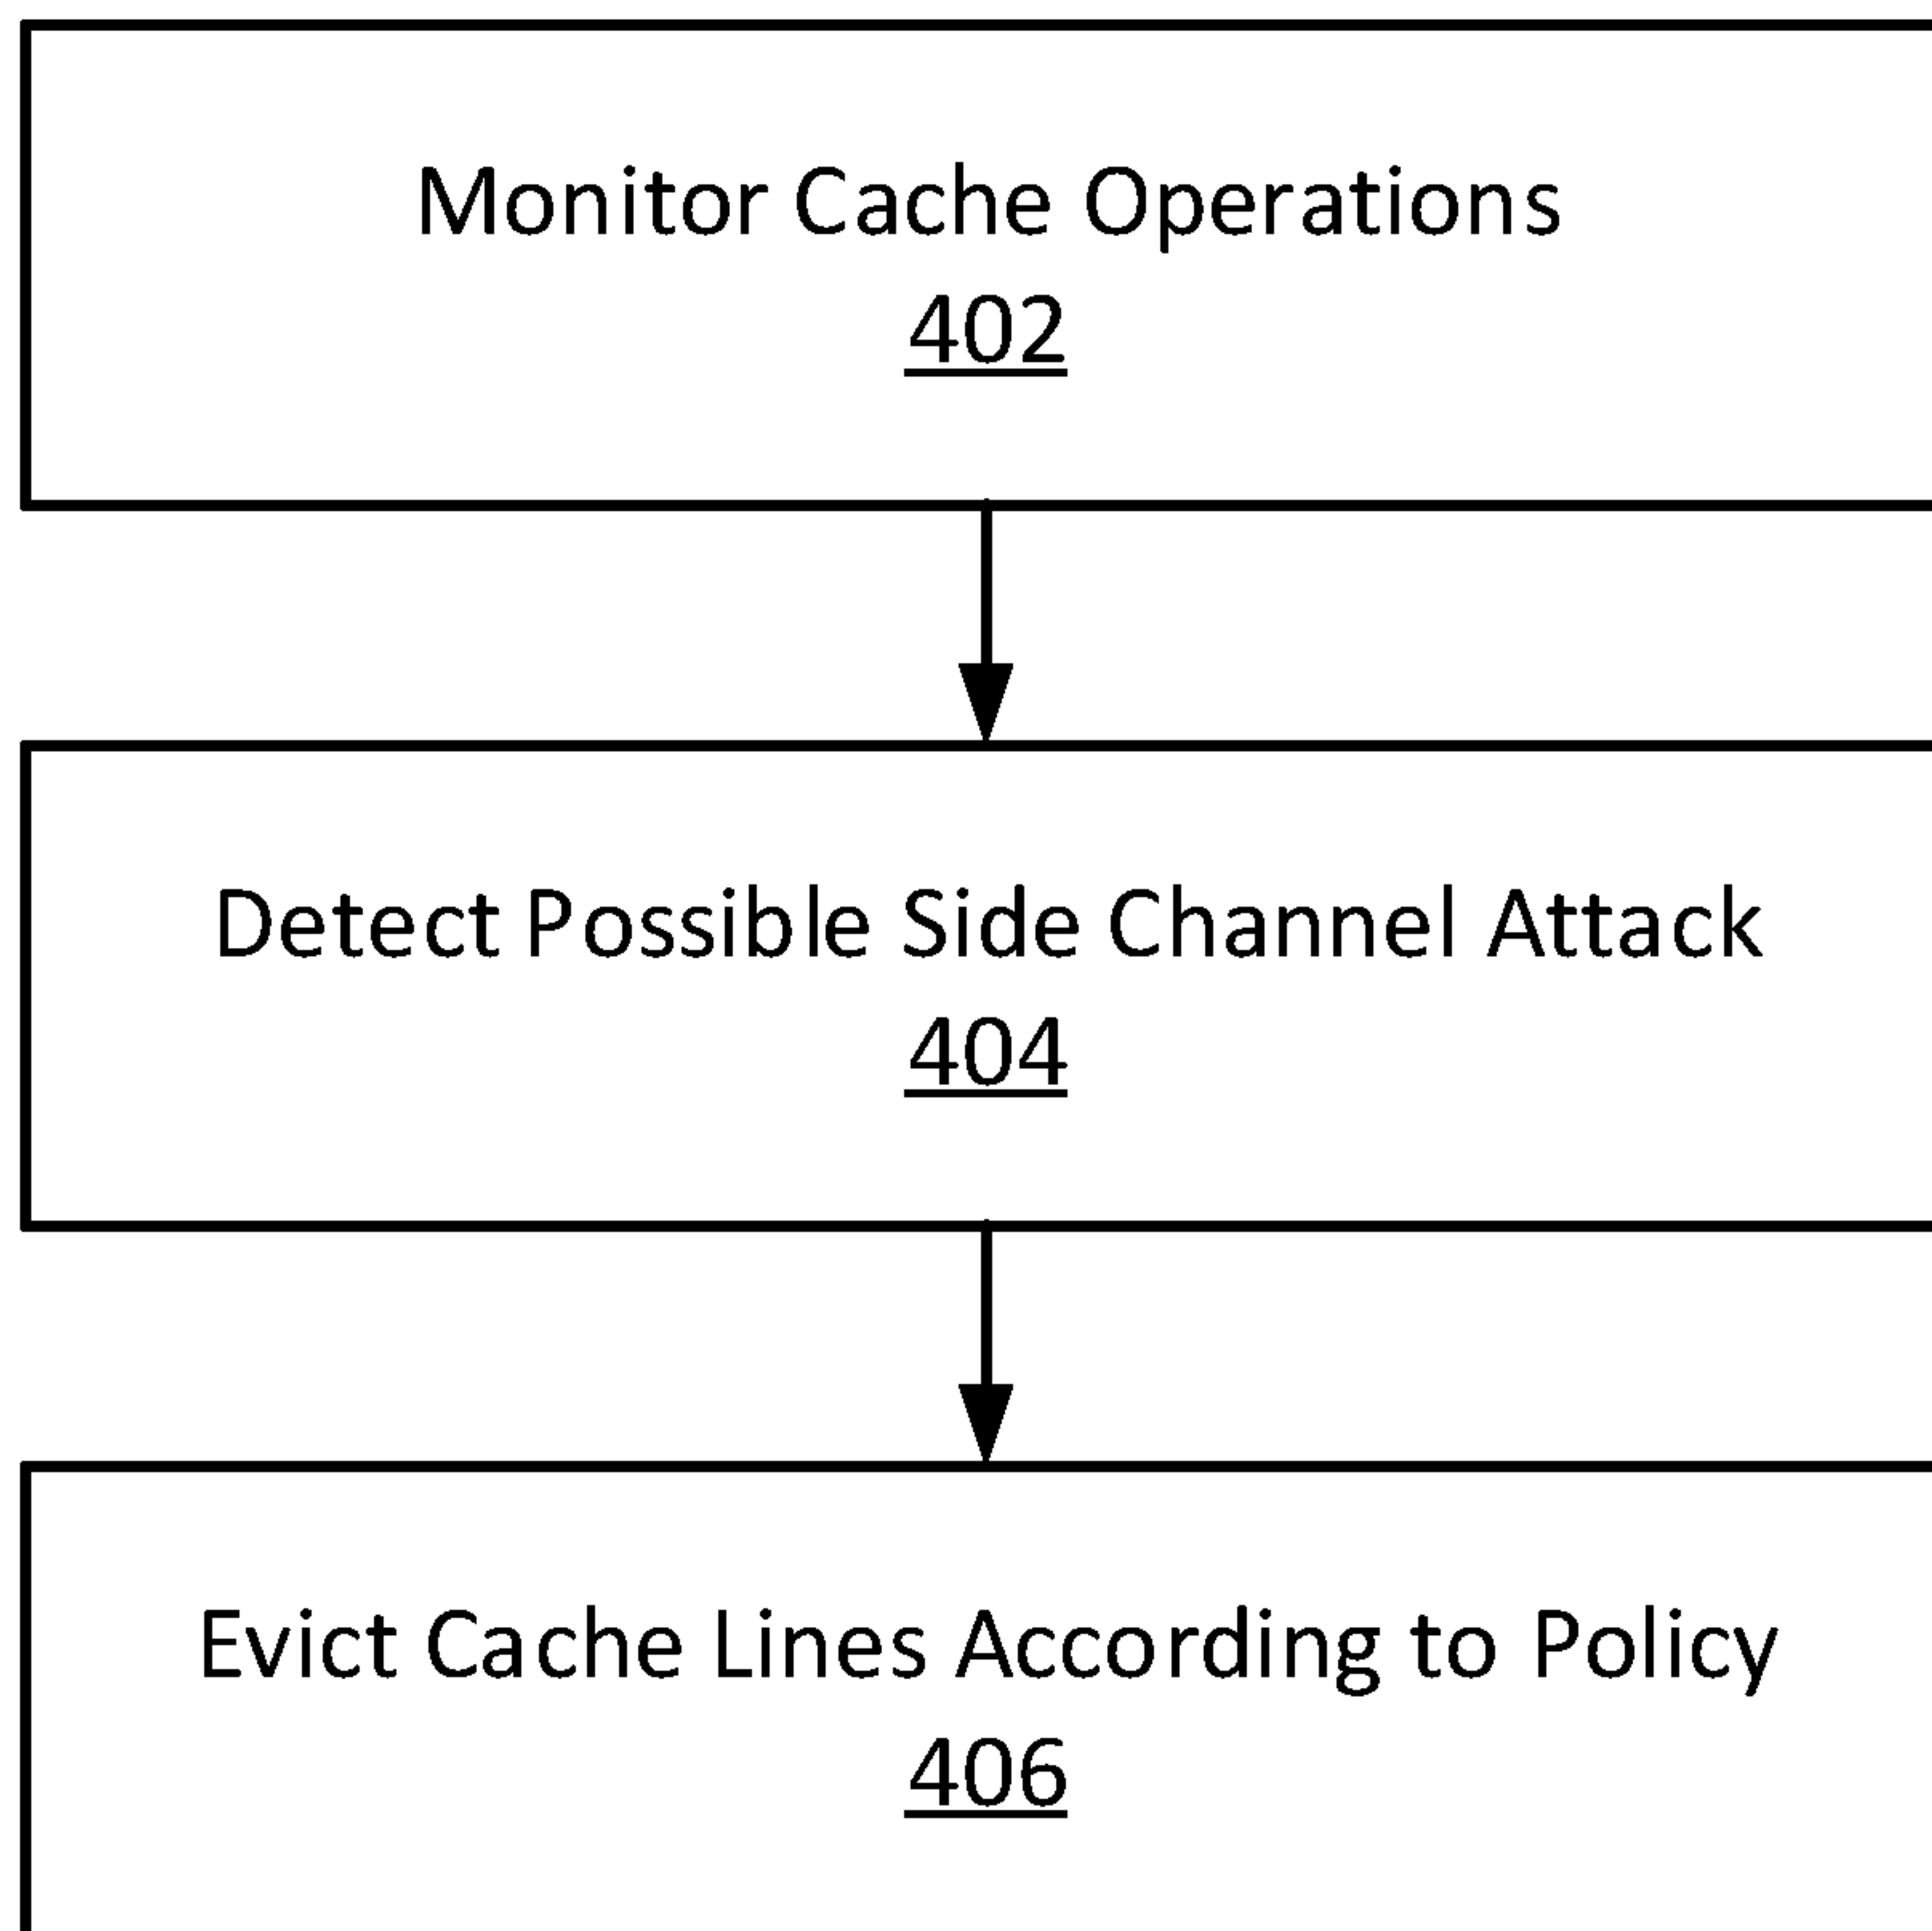 Monitor Cache Operations
402
Detect Possible Side Channel Attack
404
Evict Cache Lines According to Policy
406